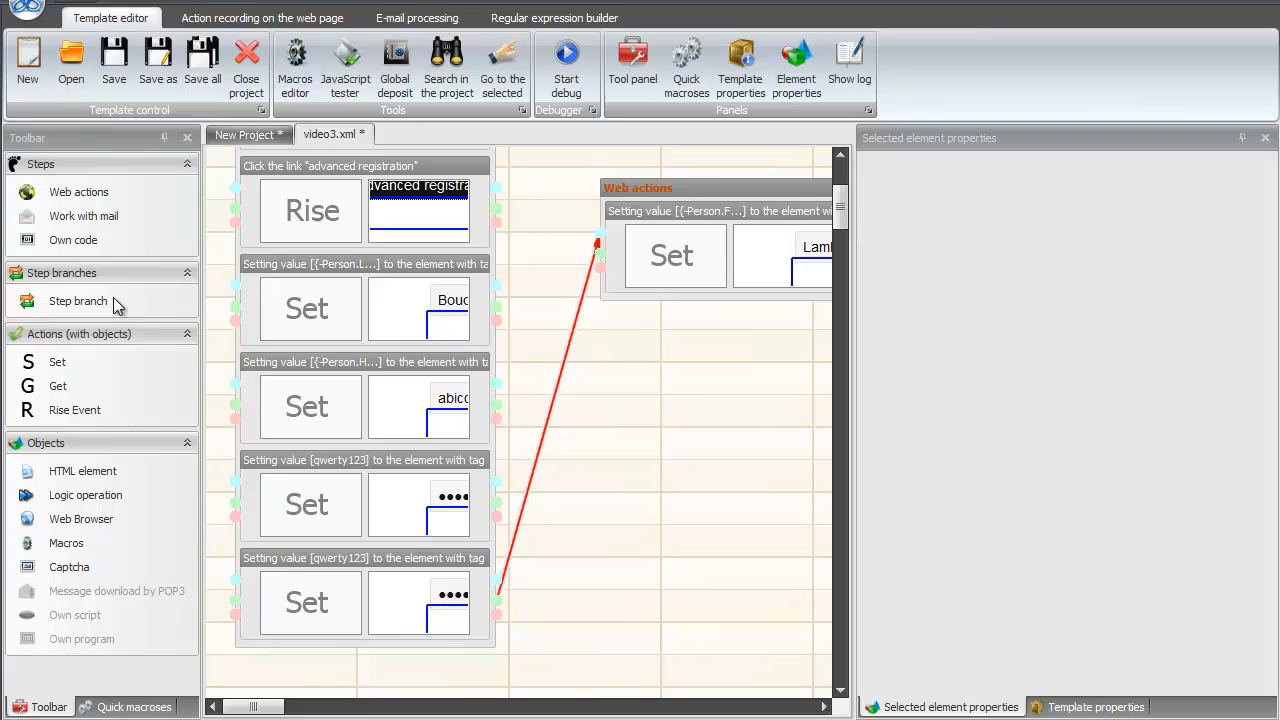 Template editor
Action recording on the web page
E-mail processing
Regular expression builder
New
Open
Save
Save as
Save all
Close project
Template control
Macros editor
JavaScript tester
Global deposit
Search in the project
Go to the selected
Tools
Start debug
Debugger
Tool panel
Quick macroses
Template properties
Element properties
Show log
Panels
Toolbar
Steps
Web actions
Work with mail
Own code
Step branches
Step branch
Actions (with objects)
S Set
G Get
R Rise Event
Objects
HTML element
Logic operation
Web Browser
Macros
Captcha
Message download by POP3
Own script
Own program
Toolbar
Quick macroses
New Project *
video3.xml *
Click the link "advanced registration"
Rise
dvanced registra
Setting value [{-Person.L...] to the element with ta
Set
Bouc
Setting value [{-Person.H...] to the element with ta
Set
abico
Setting value [qwerty123] to the element with tag
Set
●●●●
Setting value [qwerty123] to the element with tag
Set
●●●●
Web actions
Setting value [{-Person.F...] to the element wi
Set
Lamb
Selected element properties
Selected element properties
Template properties